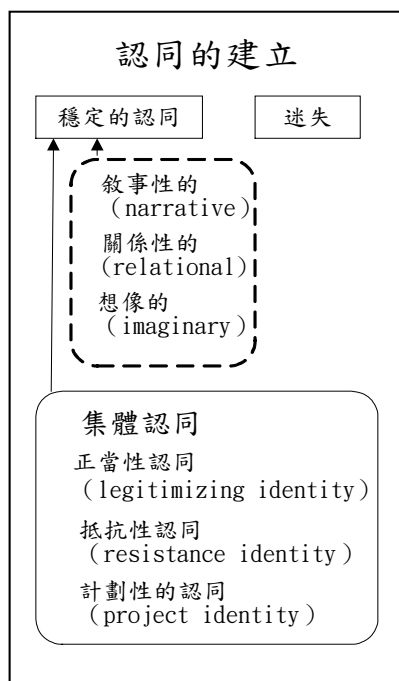 認同的建立
穩定的認同
迷失
敘事性的
（narrative）
關係性的
(relational)
想像的
（imaginary）
集體認同
正當性認同
(legitimizing identity)
抵抗性認同
(resistance identity)
計劃性的認同
(project identity)